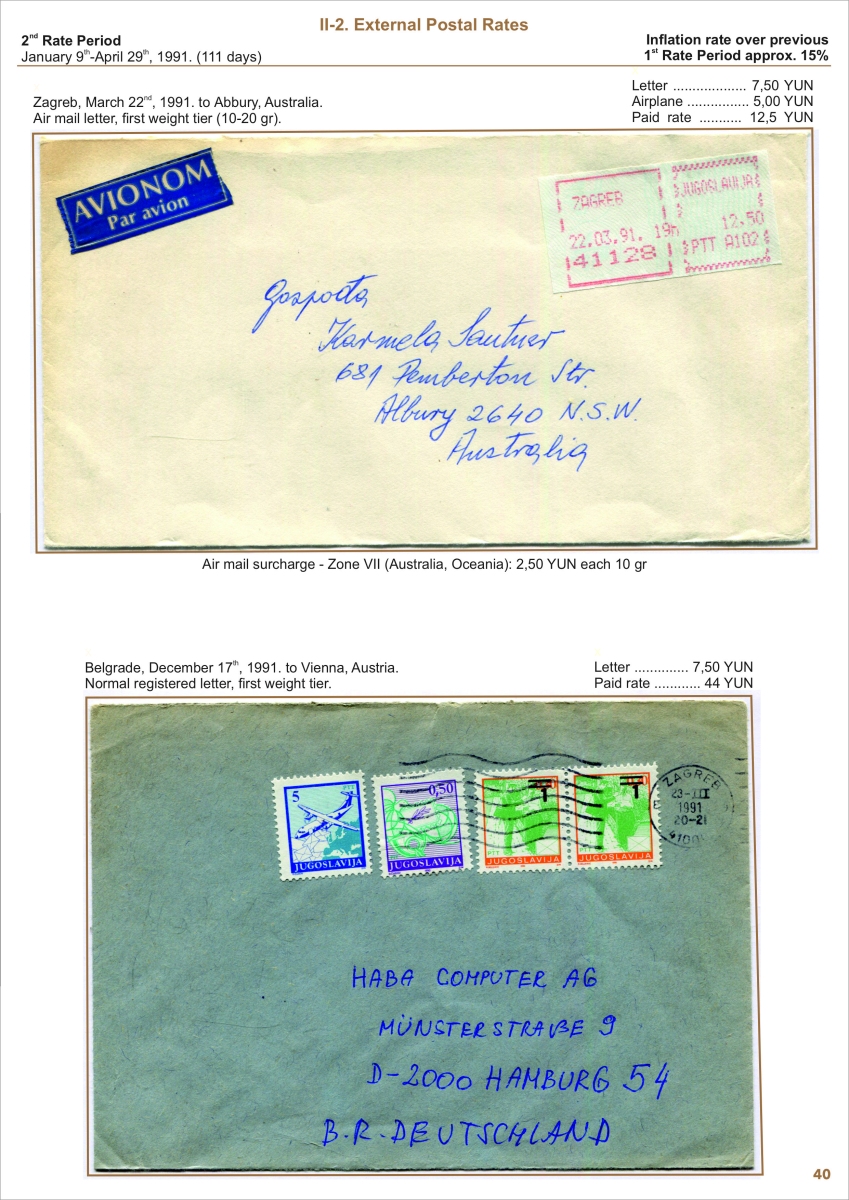 II-2. External Postal Rates
2nd Rate Period
January 9th-April 29th, 1991. (111 days)
Inflation rate over previous
1st Rate Period approx. 15%
Zagreb, March 22nd, 1991. to Abbury, Australia.
Air mail letter, first weight tier (10-20 gr).
Letter ................... 7,50 YUN
Airplane ................ 5,00 YUN
Paid rate ........... 12,5 YUN
AVIONOM
Par avion
ZAGREB
22.03.91. 19h
41128
JUGOSLAVIJA
12.50
PTT A102
Gospođa
Karmela Santner
681 Pemberton Str.
Albury 2640 N.S.W.
Australia
Air mail surcharge - Zone VII (Australia, Oceania): 2,50 YUN each 10 gr
Belgrade, December 17th, 1991. to Vienna, Austria.
Normal registered letter, first weight tier.
Letter .............. 7,50 YUN
Paid rate ............ 44 YUN
5
JUGOSLAVIJA
0,50
JUGOSLAVIJA
1
PTT
JUGOSLAVIJA
1
PTT
JUGOSLAVIJA
ZAGREB
23-III
1991
20-21
HABA COMPUTER AG
MÜNSTERSTRAßE 9
D-2000 HAMBURG 54
B.R. DEUTSCHLAND
40